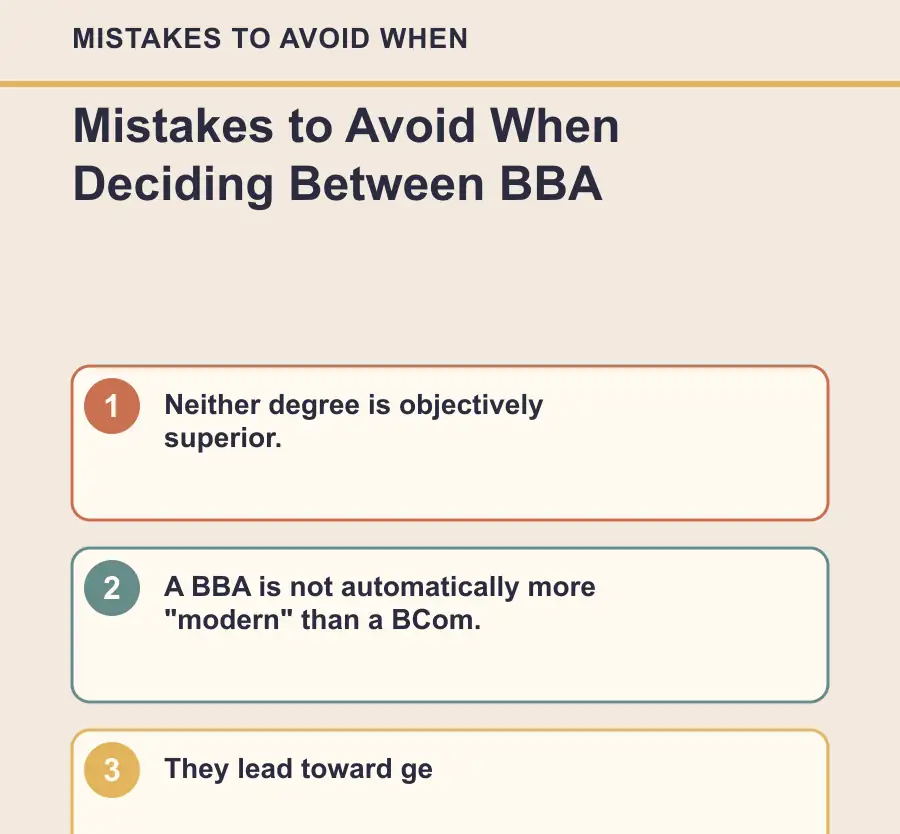 MISTAKES TO AVOID WHEN
Mistakes to Avoid When
Deciding Between BBA
1
Neither degree is objectively
superior.
2
A BBA is not automatically more
"modern" than a BCom.
3
They lead toward ge